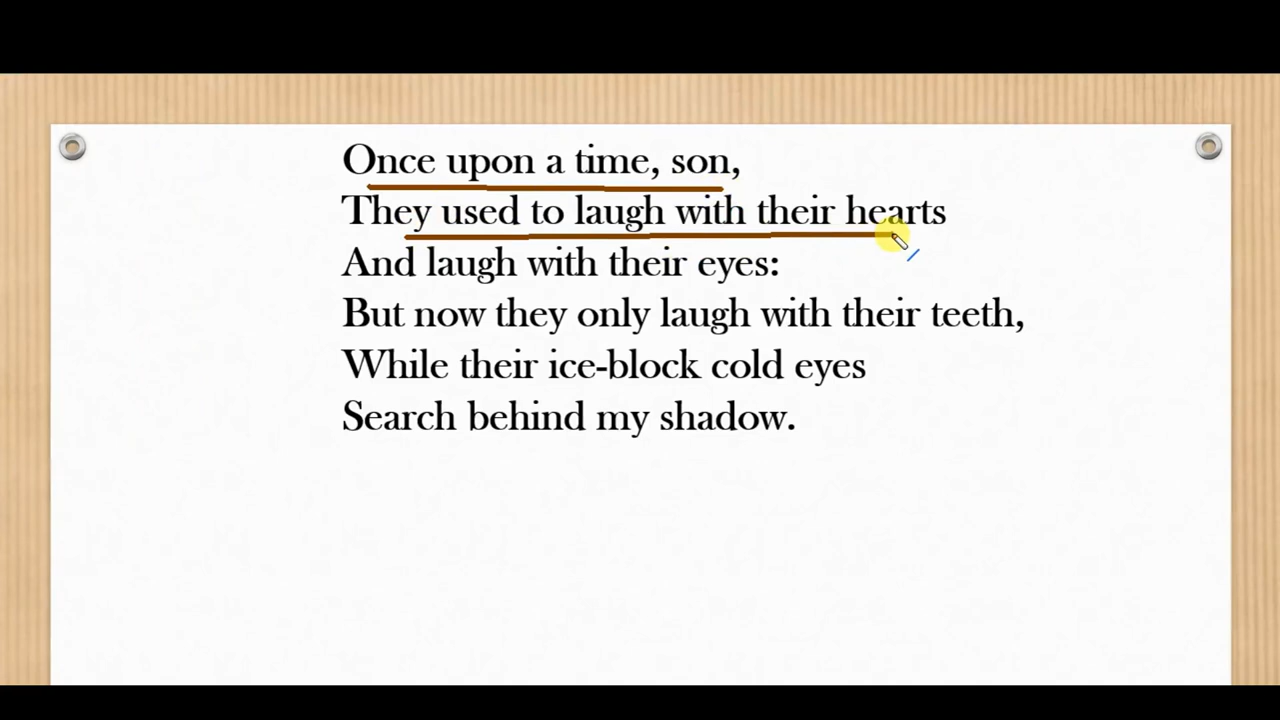 Once upon a time, son,
They used to laugh with their hearts
And laugh with their eyes:
But now they only laugh with their teeth,
While their ice-block cold eyes
Search behind my shadow.